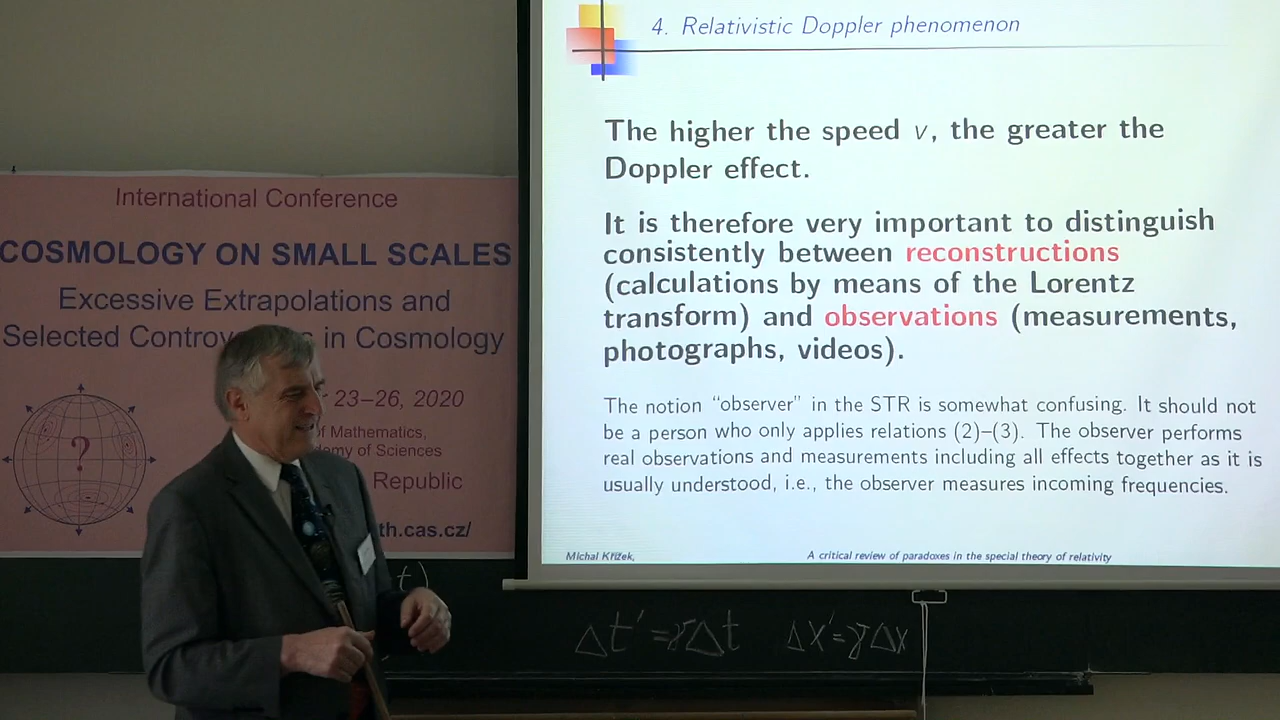 International Conference
COSMOLOGY ON SMALL SCALES
Excessive Extrapolations and
Selected in Cosmology
23–26, 2020
of Mathematics,
of Sciences
Republic
?
4. Relativistic Doppler phenomenon
The higher the speed v, the greater the
Doppler effect.
It is therefore very important to distinguish
consistently between reconstructions
(calculations by means of the Lorentz
transform) and observations (measurements,
photographs, videos).
The notion “observer” in the STR is somewhat confusing. It should not
be a person who only applies relations (2)–(3). The observer performs
real observations and measurements including all effects together as it is
usually understood, i.e., the observer measures incoming frequencies.
Michal Křížek, A critical review of paradoxes in the special theory of relativity
t)
Δt′=γΔt Δx′=γΔx